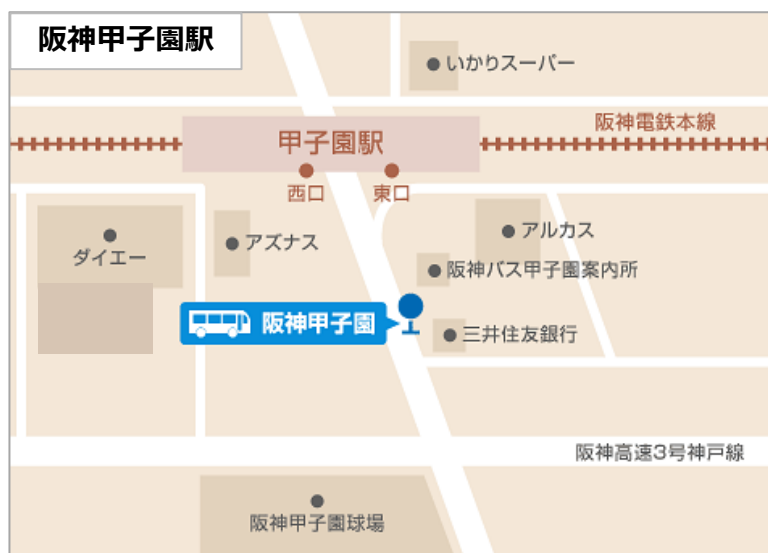 阪神甲子園駅
いかりスーパー
阪神電鉄本線
甲子園駅
西口
東口
アルカス
アズナス
ダイエー
阪神バス甲子園案内所
阪神甲子園
三井住友銀行
阪神高速3号神戸線
阪神甲子園球場